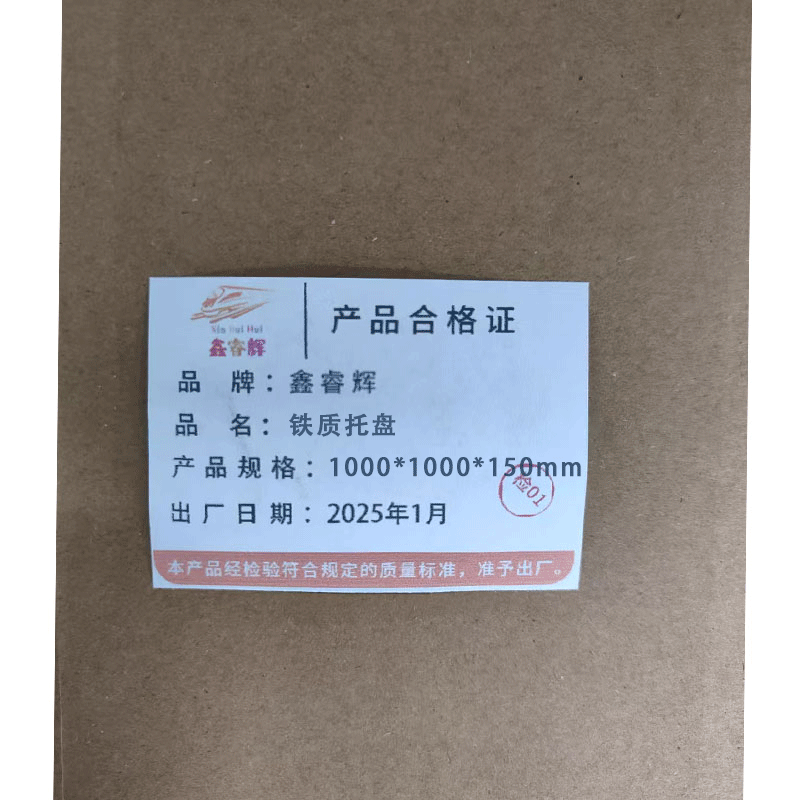 Xin Rui Hui
鑫睿辉
产品合格证
品 牌：鑫睿辉
品 名：铁质托盘
产品规格：1000*1000*150mm
检01
出厂日期：2025年1月
本产品经检验符合规定的质量标准，准予出厂。